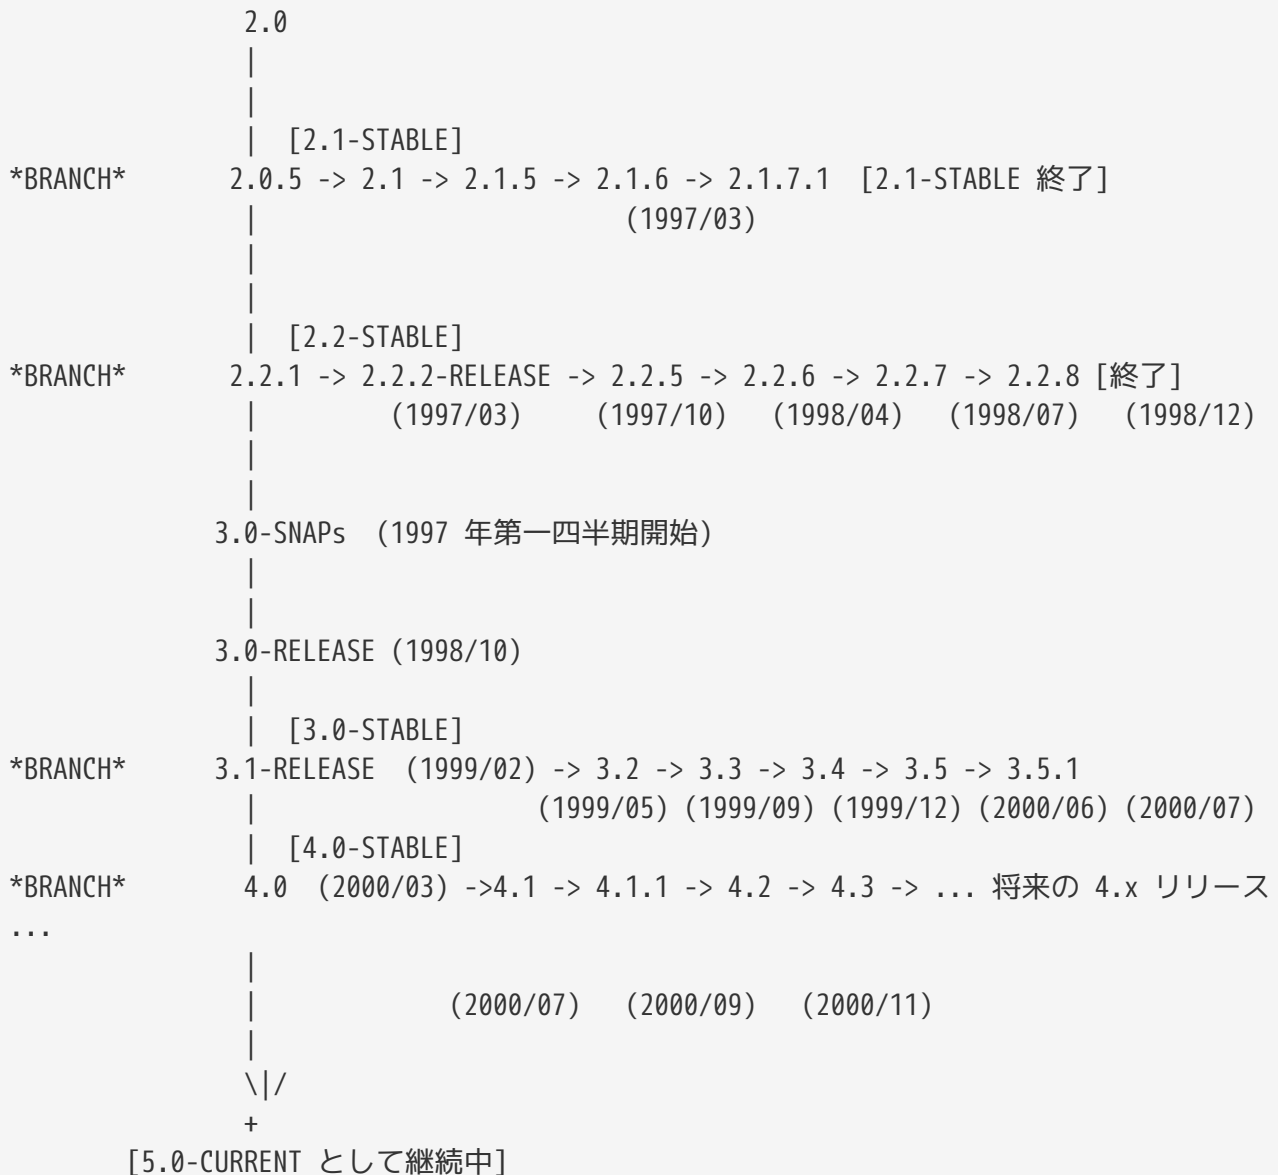 2.0
|
|
| [2.1-STABLE]
*BRANCH* 2.0.5 -> 2.1 -> 2.1.5 -> 2.1.6 -> 2.1.7.1 [2.1-STABLE 終了]
| (1997/03)
|
|
| [2.2-STABLE]
*BRANCH* 2.2.1 -> 2.2.2-RELEASE -> 2.2.5 -> 2.2.6 -> 2.2.7 -> 2.2.8 [終了]
| (1997/03) (1997/10) (1998/04) (1998/07) (1998/12)
|
|
3.0-SNAPs (1997 年第一四半期開始)
|
|
3.0-RELEASE (1998/10)
|
| [3.0-STABLE]
*BRANCH* 3.1-RELEASE (1999/02) -> 3.2 -> 3.3 -> 3.4 -> 3.5 -> 3.5.1
| (1999/05) (1999/09) (1999/12) (2000/06) (2000/07)
| [4.0-STABLE]
*BRANCH* 4.0 (2000/03) ->4.1 -> 4.1.1 -> 4.2 -> 4.3 -> ... 将来の 4.x リリース
...
|
| (2000/07) (2000/09) (2000/11)
|
\|/
+
[5.0-CURRENT として継続中]